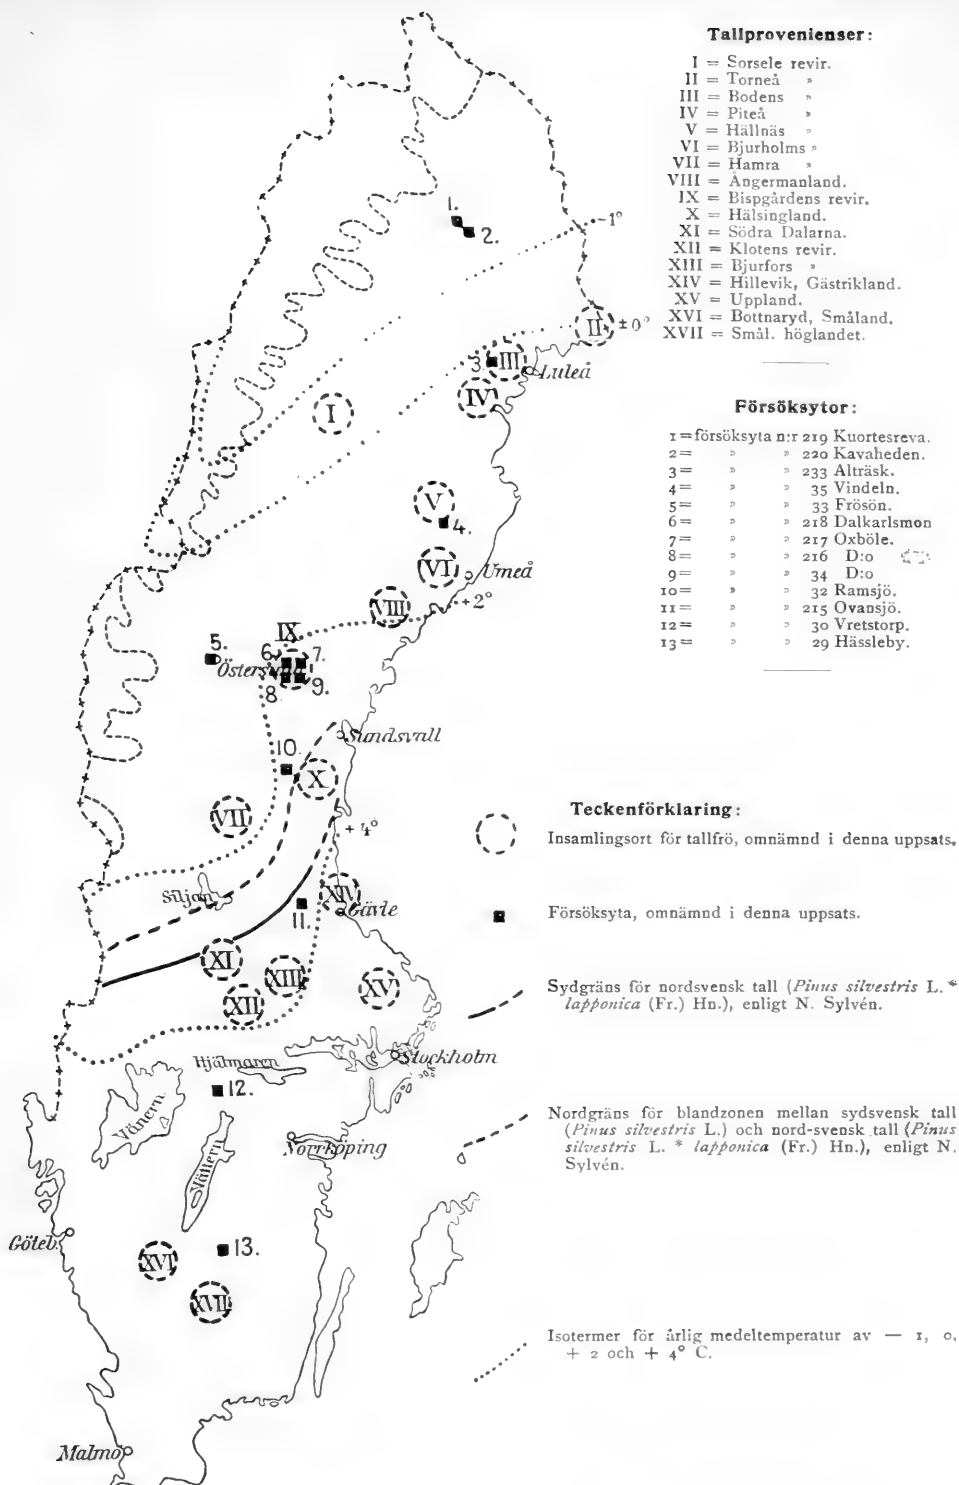 Tallprovenienser:
I = Sorsele revir.
II = Torneå »
III = Bodens »
IV = Piteå »
V = Hällnäs »
VI = Bjurholms »
VII = Hamra »
VIII = Ångermanland.
IX = Bispgårdens revir.
X = Hälsingland.
XI = Södra Dalarna.
XII = Klotens revir.
XIII = Bjurfors »
XIV = Hillevik, Gästrikland.
XV = Uppland.
XVI = Bottnaryd, Småland.
XVII = Smål. höglandet.
Försöksytor:
1 = försöksyta n:r 219 Kuortesreva.
2 = » » 220 Kavaheden.
3 = » » 233 Alträsk.
4 = » » 35 Vindeln.
5 = » » 33 Frösön.
6 = » » 218 Dalkarlsmon
7 = » » 217 Oxböle.
8 = » » 216 D:o
9 = » » 34 D:o
10 = » » 32 Ramsjö.
11 = » » 215 Ovansjö.
12 = » » 30 Vretstorp.
13 = » » 29 Hässleby.
Teckenförklaring:
Insamlingsort för tallfrö, omnämnd i denna uppsats.
Försöksyta, omnämnd i denna uppsats.
Sydgräns för nordsvensk tall (Pinus silvestris L. *
lapponica (Fr.) Hn.), enligt N. Sylvén.
Nordgräns för blandzonen mellan sydsvensk tall
(Pinus silvestris L.) och nord-svensk tall (Pinus
silvestris L. * lapponica (Fr.) Hn.), enligt N.
Sylvén.
Isotermer för årlig medeltemperatur av — 1, 0,
+ 2 och + 4° C.
1.
2.
-1°
II
±0°
3.
III
Luleå
IV
I
V
4.
VI
Umeå
VIII
+2°
IX
5.
6.
7.
Östersund
8.
9.
Sundsvall
10.
X
VII
+4°
Siljan
XIV
Gävle
11.
XI
XIII
XII
XV
Hjälmaren
Stockholm
12.
Vänern
Norrköping
Vättern
Göteb.
13.
XVI
XVII
Malmö